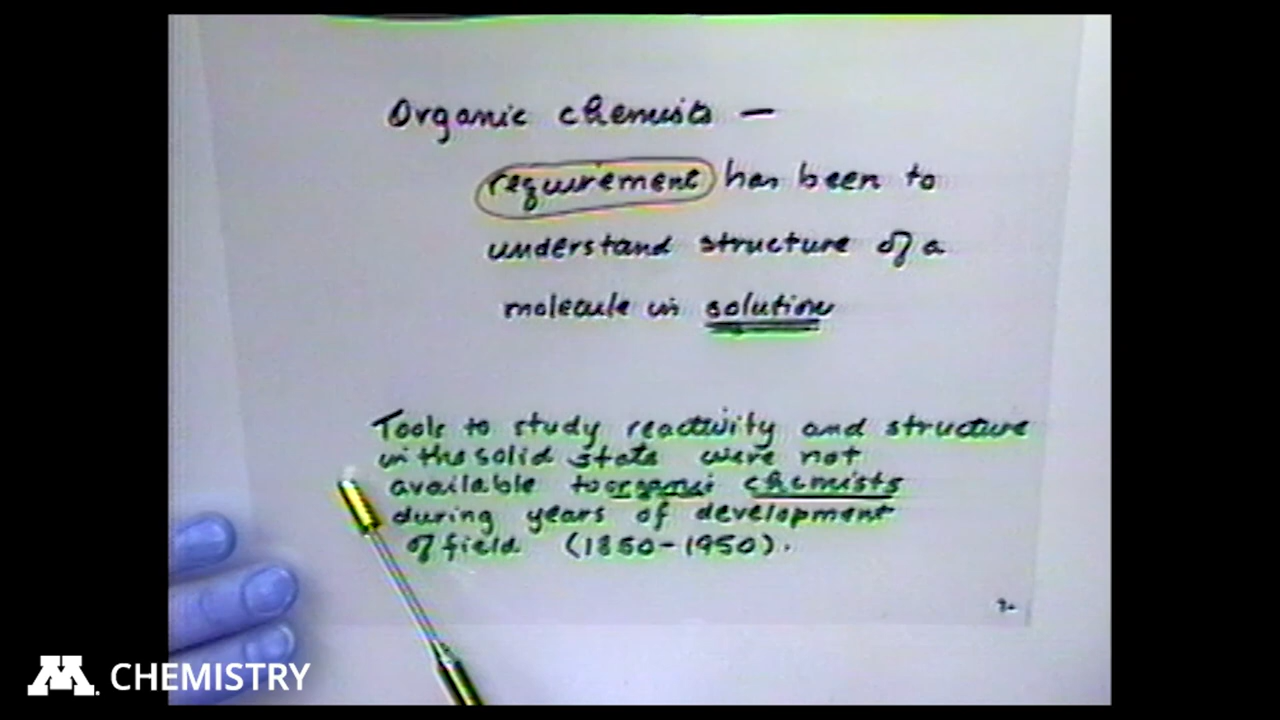 Organic chemists —
requirement has been to
understand structure of a
molecule in solution
Tools to study reactivity and structure
in the solid state were not
available to organic chemists
during years of development
of field (1850-1950).
M. CHEMISTRY